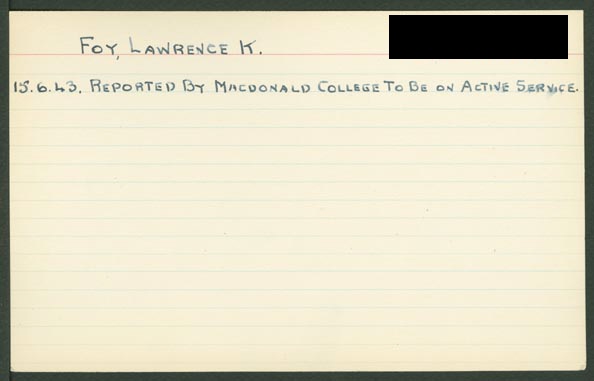 FOY, LAWRENCE K.
15.6.43. REPORTED BY MACDONALD COLLEGE TO BE ON ACTIVE SERVICE.